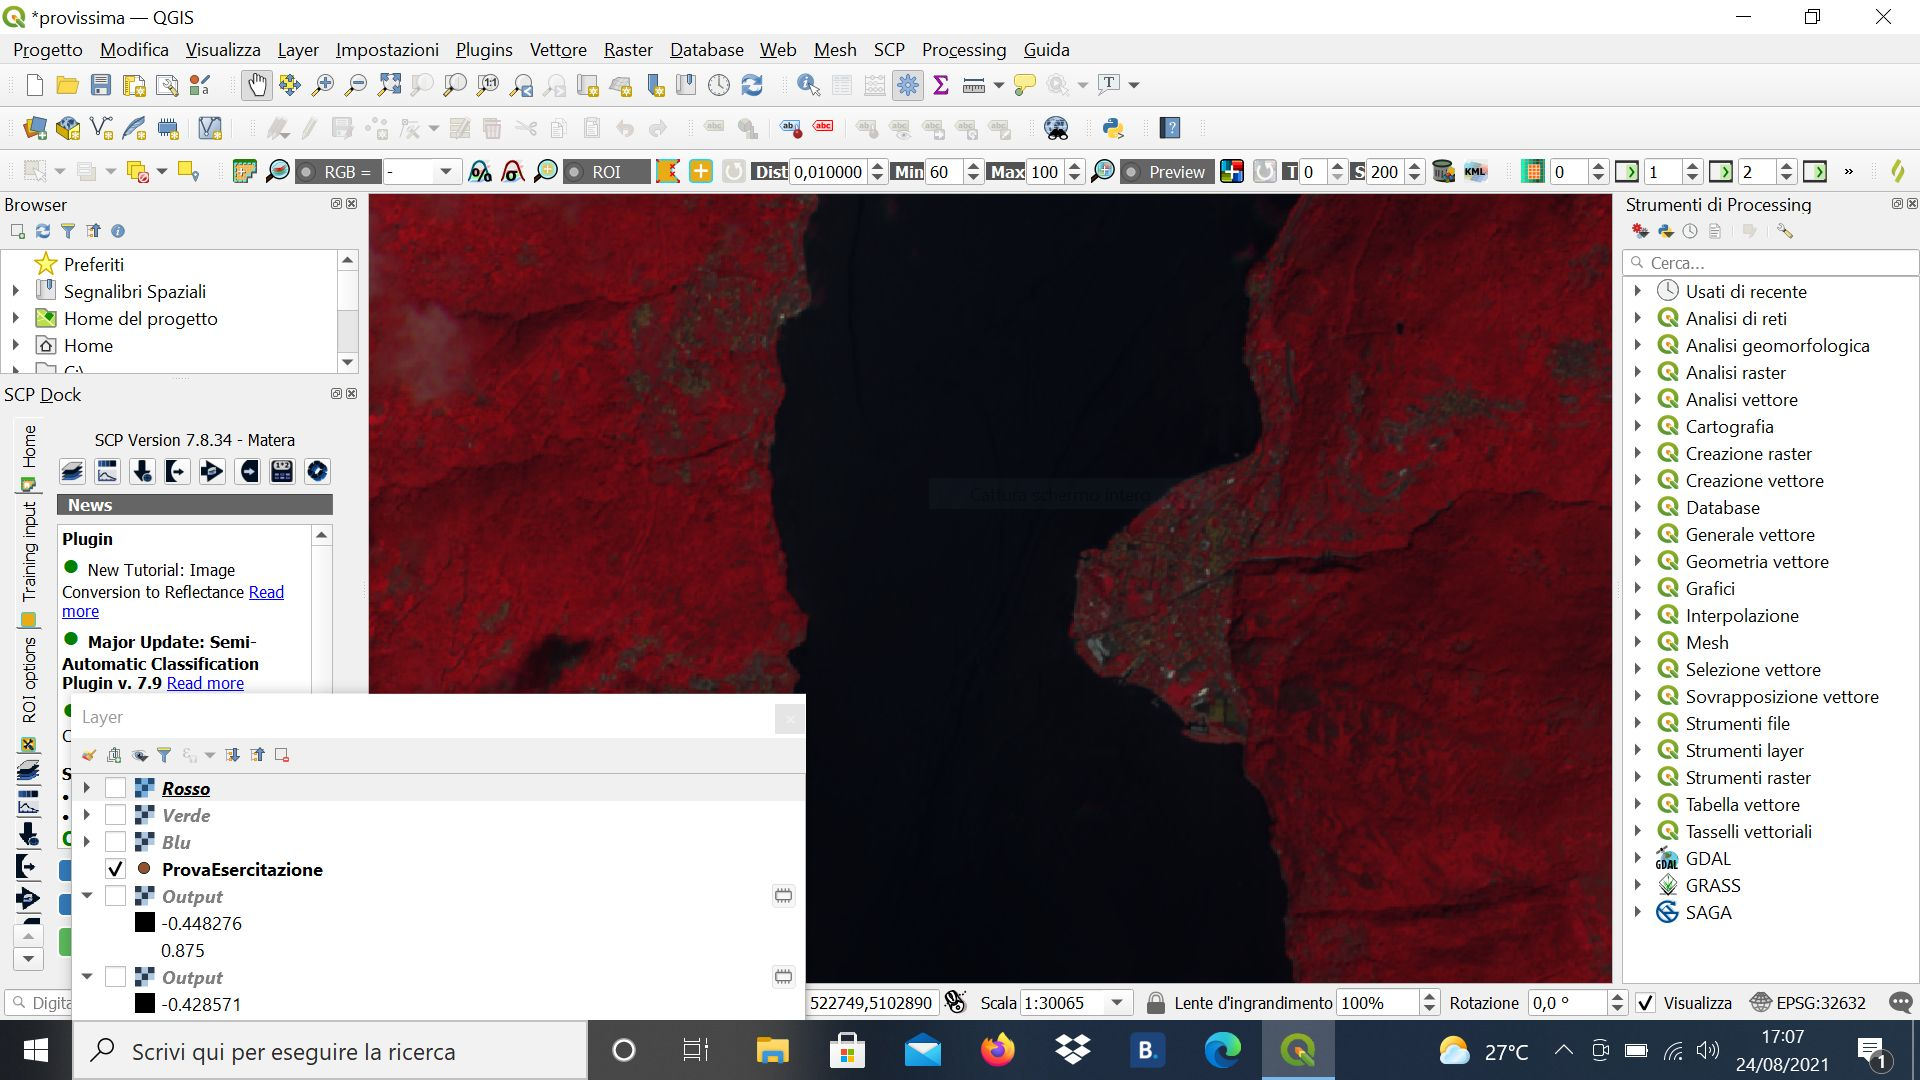 *provissima — QGIS
Progetto Modifica Visualizza Layer Impostazioni Plugins Vettore Raster Database Web Mesh SCP Processing Guida
RGB = - ROI Dist 0,010000 Min 60 Max 100 Preview T 0 S 200 KML 0 1 2 »
Browser
Preferiti
Segnalibri Spaziali
Home del progetto
Home
C:\
SCP Dock
Home
Training input
ROI options
SCP Version 7.8.34 - Matera
News
Plugin
New Tutorial: Image
Conversion to Reflectance Read
more
Major Update: Semi-
Automatic Classification
Plugin v. 7.9 Read more
Cattura schermo intero
Layer
Rosso
Verde
Blu
ProvaEsercitazione
Output
-0.448276
0.875
Output
-0.428571
Strumenti di Processing
Cerca...
Usati di recente
Analisi di reti
Analisi geomorfologica
Analisi raster
Analisi vettore
Cartografia
Creazione raster
Creazione vettore
Database
Generale vettore
Geometria vettore
Grafici
Interpolazione
Mesh
Selezione vettore
Sovrapposizione vettore
Strumenti file
Strumenti layer
Strumenti raster
Tabella vettore
Tasselli vettoriali
GDAL
GRASS
SAGA
Digita 522749,5102890 Scala 1:30065 Lente d'ingrandimento 100% Rotazione 0,0 ° Visualizza EPSG:32632
Scrivi qui per eseguire la ricerca
B.
27°C
17:07
24/08/2021
1